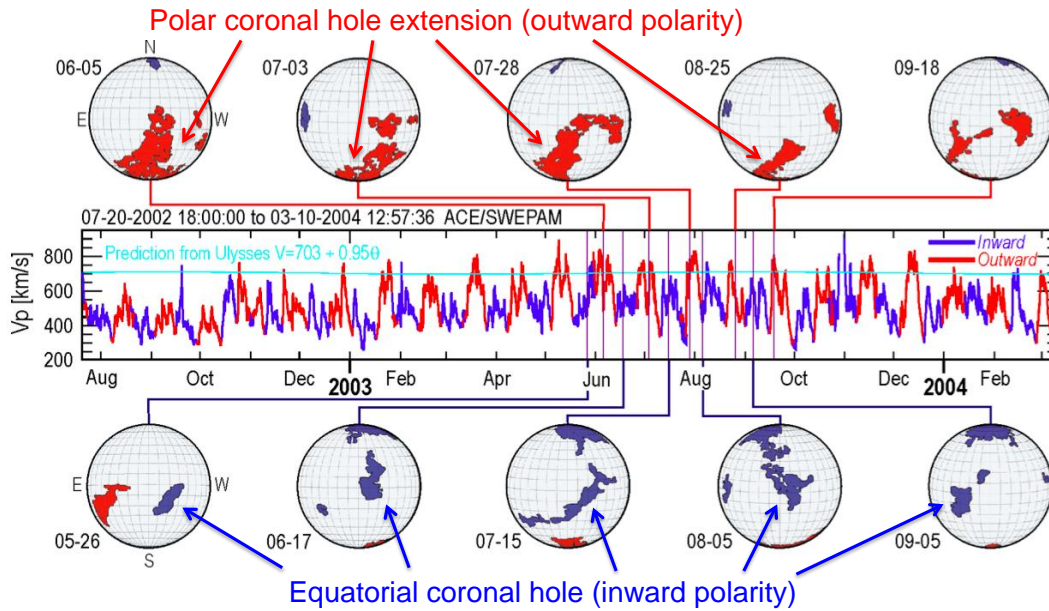 Polar coronal hole extension (outward polarity)
N
06-05
07-03
07-28
08-25
09-18
E
W
07-20-2002 18:00:00 to 03-10-2004 12:57:36 ACE/SWEPAM
Prediction from Ulysses V=703 + 0.95θ
Inward
Outward
Vp [km/s]
800
600
400
200
Aug
Oct
Dec
2003
Feb
Apr
Jun
Aug
Oct
Dec
2004
Feb
E
W
05-26
06-17
07-15
08-05
09-05
S
Equatorial coronal hole (inward polarity)